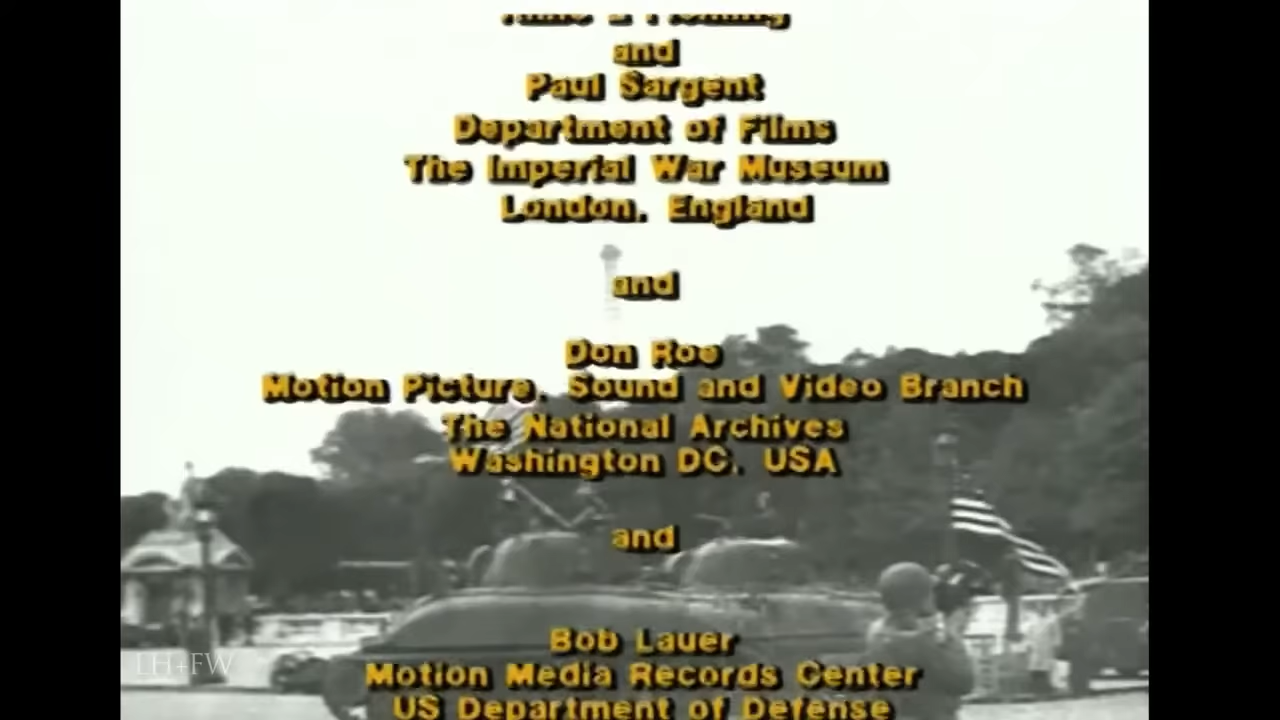 and
Paul Sargent
Department of Films
The Imperial War Museum
London, England
and
Don Roe
Motion Picture, Sound and Video Branch
The National Archives
Washington DC, USA
and
Bob Lauer
Motion Media Records Center
US Department of Defense
LH+FW